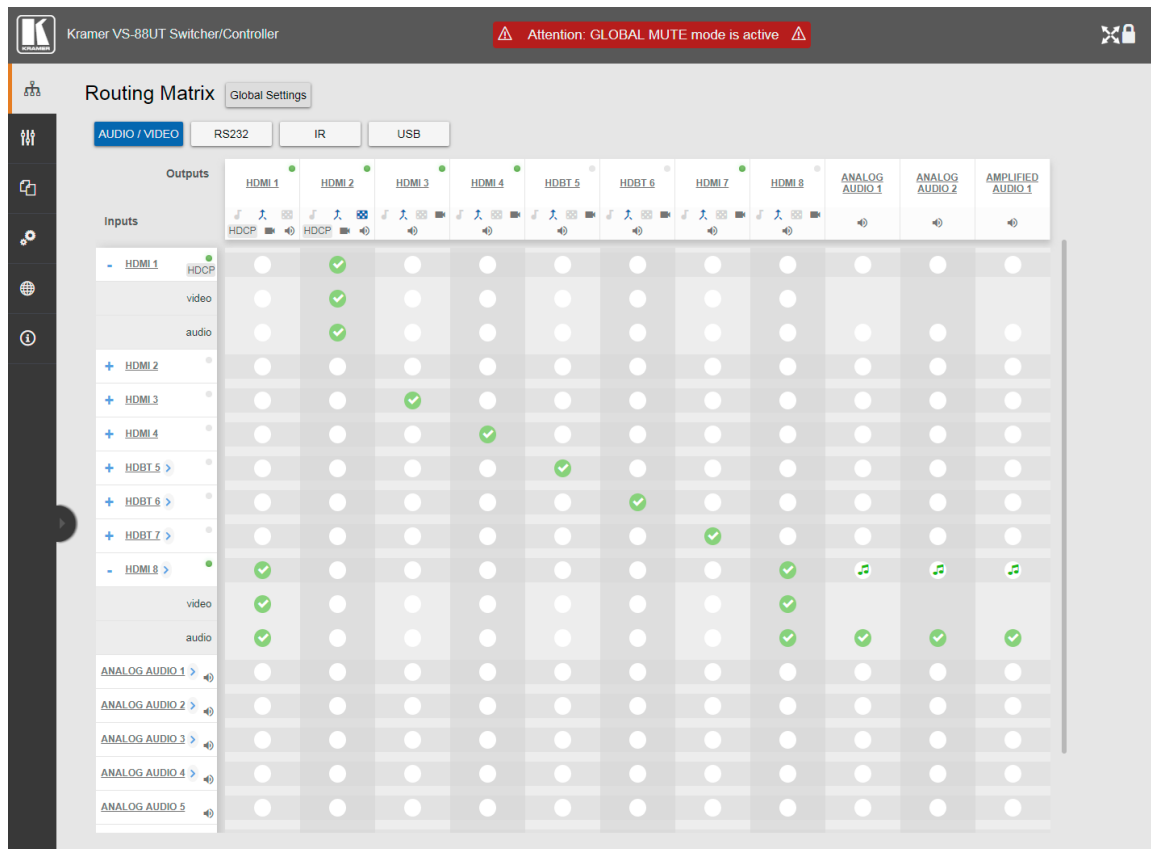 KRAMER
Kramer VS-88UT Switcher/Controller
Attention: GLOBAL MUTE mode is active
Routing Matrix
Global Settings
AUDIO / VIDEO RS232 IR USB
Outputs
HDMI 1 HDMI 2 HDMI 3 HDMI 4 HDBT 5 HDBT 6 HDMI 7 HDMI 8 ANALOG AUDIO 1 ANALOG AUDIO 2 AMPLIFIED AUDIO 1
Inputs
HDCP HDCP
- HDMI 1
HDCP
video
audio
+ HDMI 2
+ HDMI 3
+ HDMI 4
+ HDBT 5 >
+ HDBT 6 >
+ HDBT 7 >
- HDMI 8 >
video
audio
ANALOG AUDIO 1 >
ANALOG AUDIO 2 >
ANALOG AUDIO 3 >
ANALOG AUDIO 4 >
ANALOG AUDIO 5